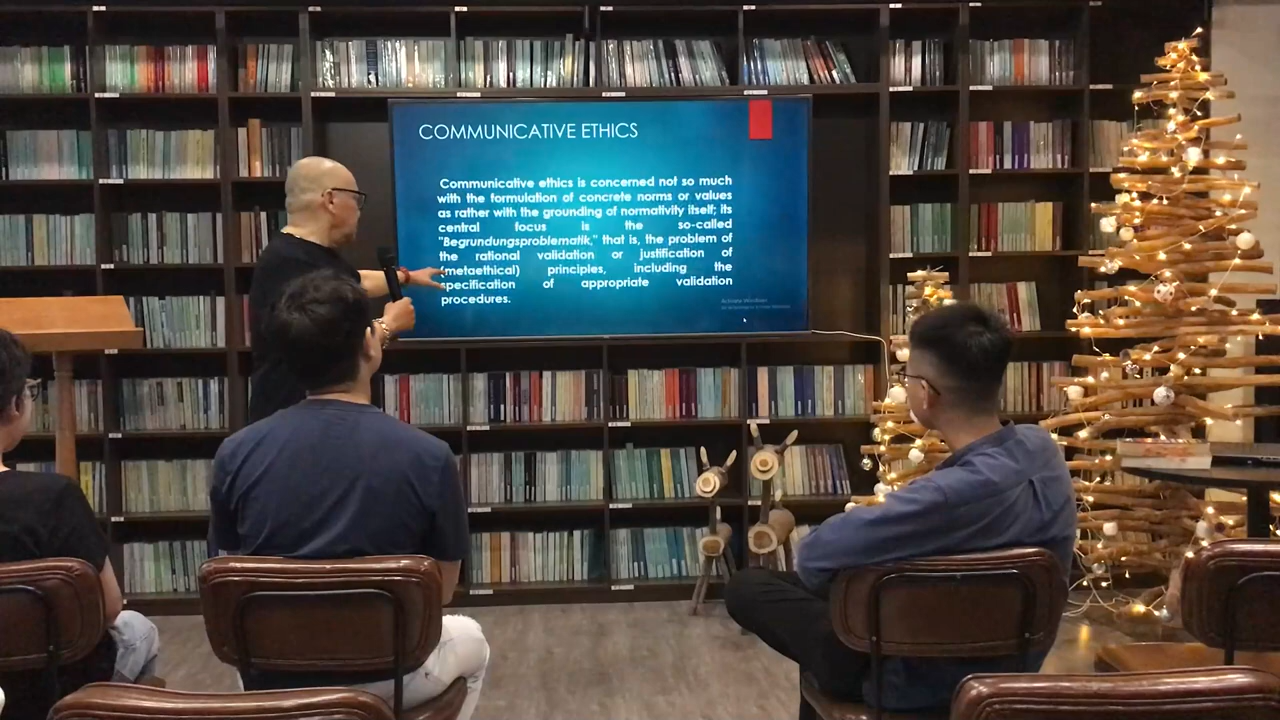 COMMUNICATIVE ETHICS
Communicative ethics is concerned not so much
with the formulation of concrete norms or values
as rather with the grounding of normativity itself; its
central focus is the so-called
"Begrundungsproblematik," that is, the problem of
the rational validation or justification of
(metaethical) principles, including the
specification of appropriate validation
procedures.
Activate Windows